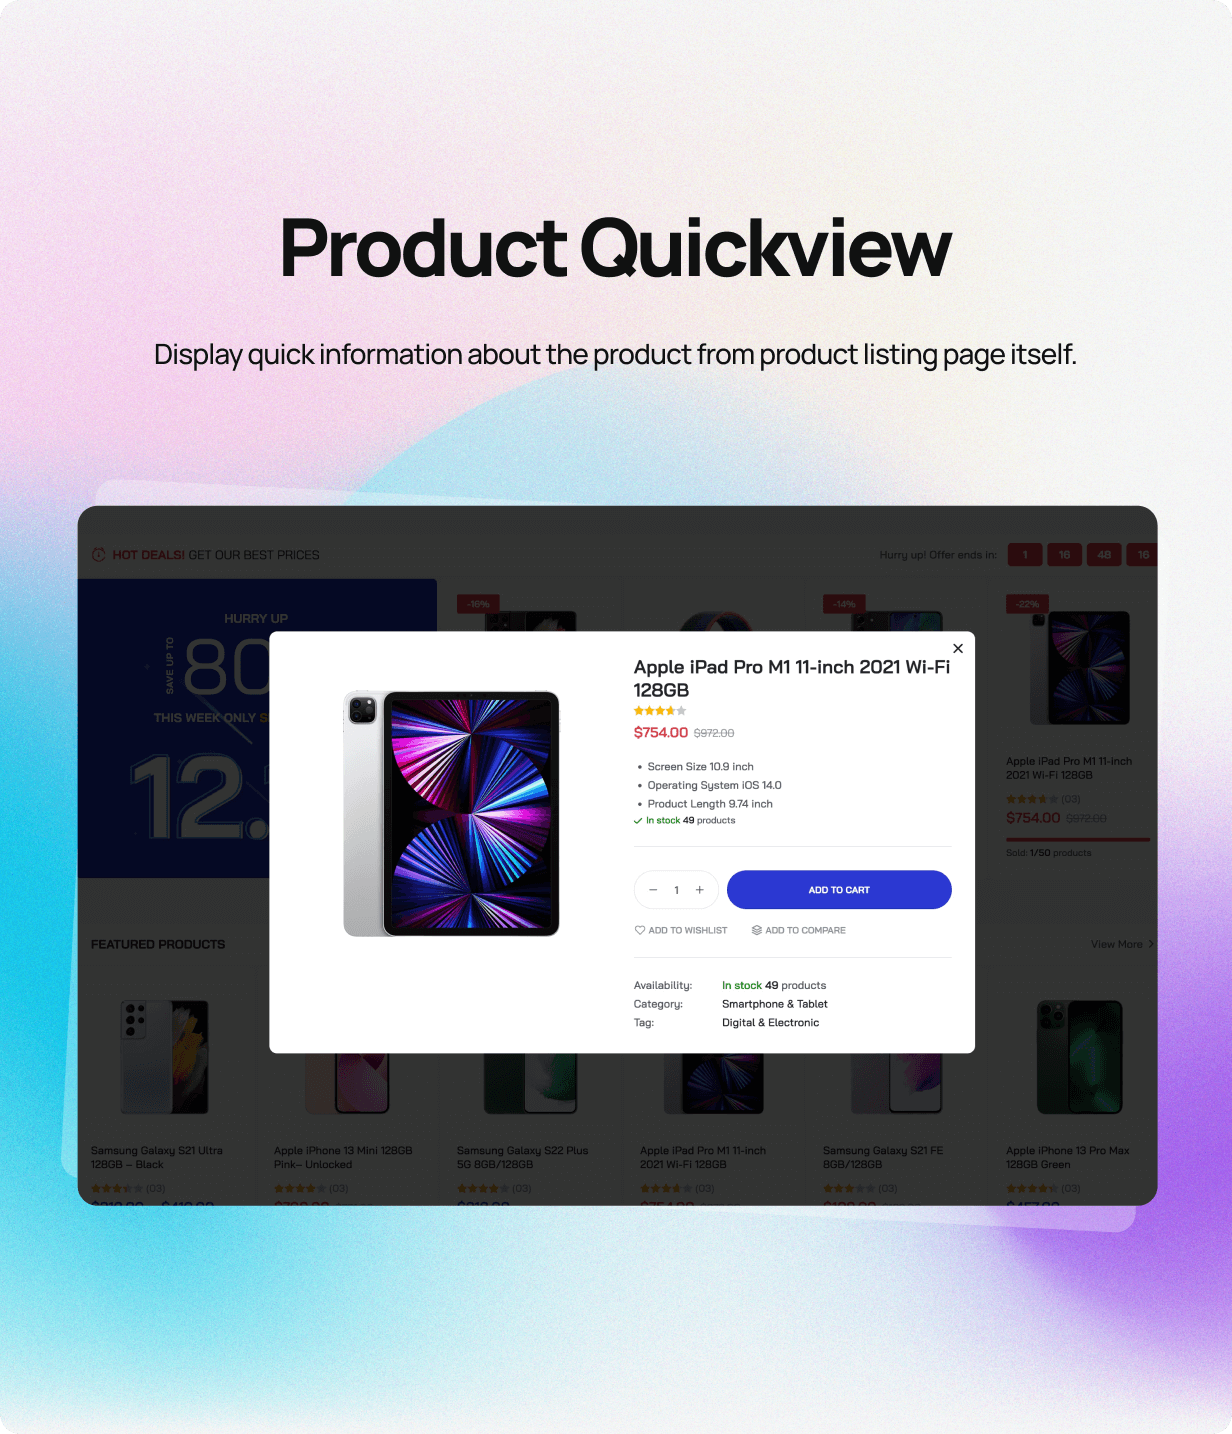 Product Quickview
Display quick information about the product from product listing page itself.
HOT DEALS! GET OUR BEST PRICES
Hurry up! Offer ends in: 1 16 48 16
HURRY UP
SAVE UP TO
80
THIS WEEK ONLY
12.
-16%
-14%
-22%
Apple iPad Pro M1 11-inch
2021 Wi-Fi 128GB
(03)
$754.00 $972.00
Sold: 1/50 products
Apple iPad Pro M1 11-inch 2021 Wi-Fi
128GB
$754.00 $972.00
• Screen Size 10.9 inch
• Operating System iOS 14.0
• Product Length 9.74 inch
In stock 49 products
− 1 +
ADD TO CART
ADD TO WISHLIST
ADD TO COMPARE
Availability: In stock 49 products
Category: Smartphone & Tablet
Tag: Digital & Electronic
FEATURED PRODUCTS
View More
Samsung Galaxy S21 Ultra
128GB – Black
(03)
Apple iPhone 13 Mini 128GB
Pink– Unlocked
(03)
Samsung Galaxy S22 Plus
5G 8GB/128GB
(03)
Apple iPad Pro M1 11-inch
2021 Wi-Fi 128GB
(03)
Samsung Galaxy S21 FE
8GB/128GB
(03)
Apple iPhone 13 Pro Max
128GB Green
(03)